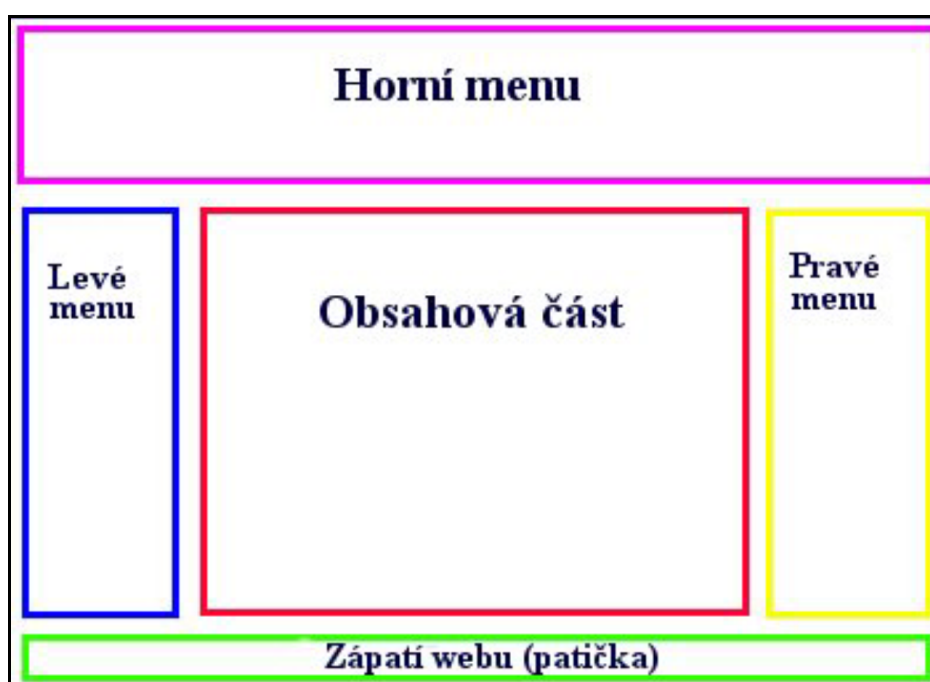 Horní menu
Levé
menu
Obsahová část
Pravé
menu
Zápatí webu (patička)